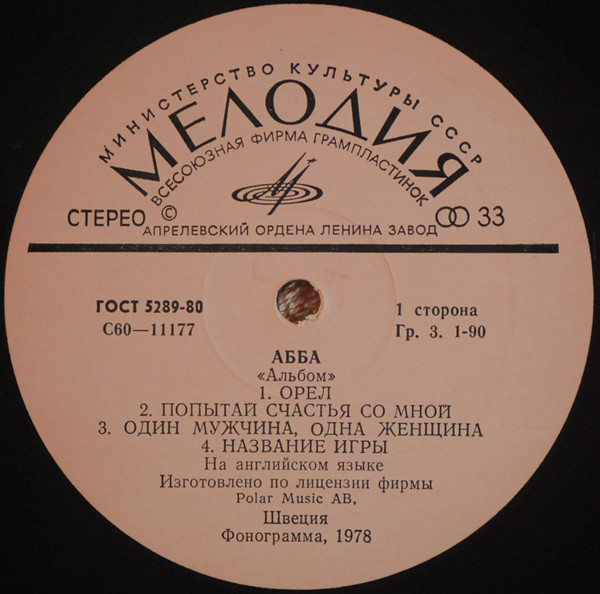 МИНИСТЕРСТВО КУЛЬТУРЫ СССР
МЕЛОДИЯ
ВСЕСОЮЗНАЯ ФИРМА ГРАМПЛАСТИНОК
СТЕРЕО © 33
АПРЕЛЕВСКИЙ ОРДЕНА ЛЕНИНА ЗАВОД
ГОСТ 5289-80
С60—11177
1 сторона
Гр. 3. 1-90
АББА
«Альбом»
1. ОРЕЛ
2. ПОПЫТАЙ СЧАСТЬЯ СО МНОЙ
3. ОДИН МУЖЧИНА, ОДНА ЖЕНЩИНА
4. НАЗВАНИЕ ИГРЫ
На английском языке
Изготовлено по лицензии фирмы
Polar Music AB,
Швеция
Фонограмма, 1978